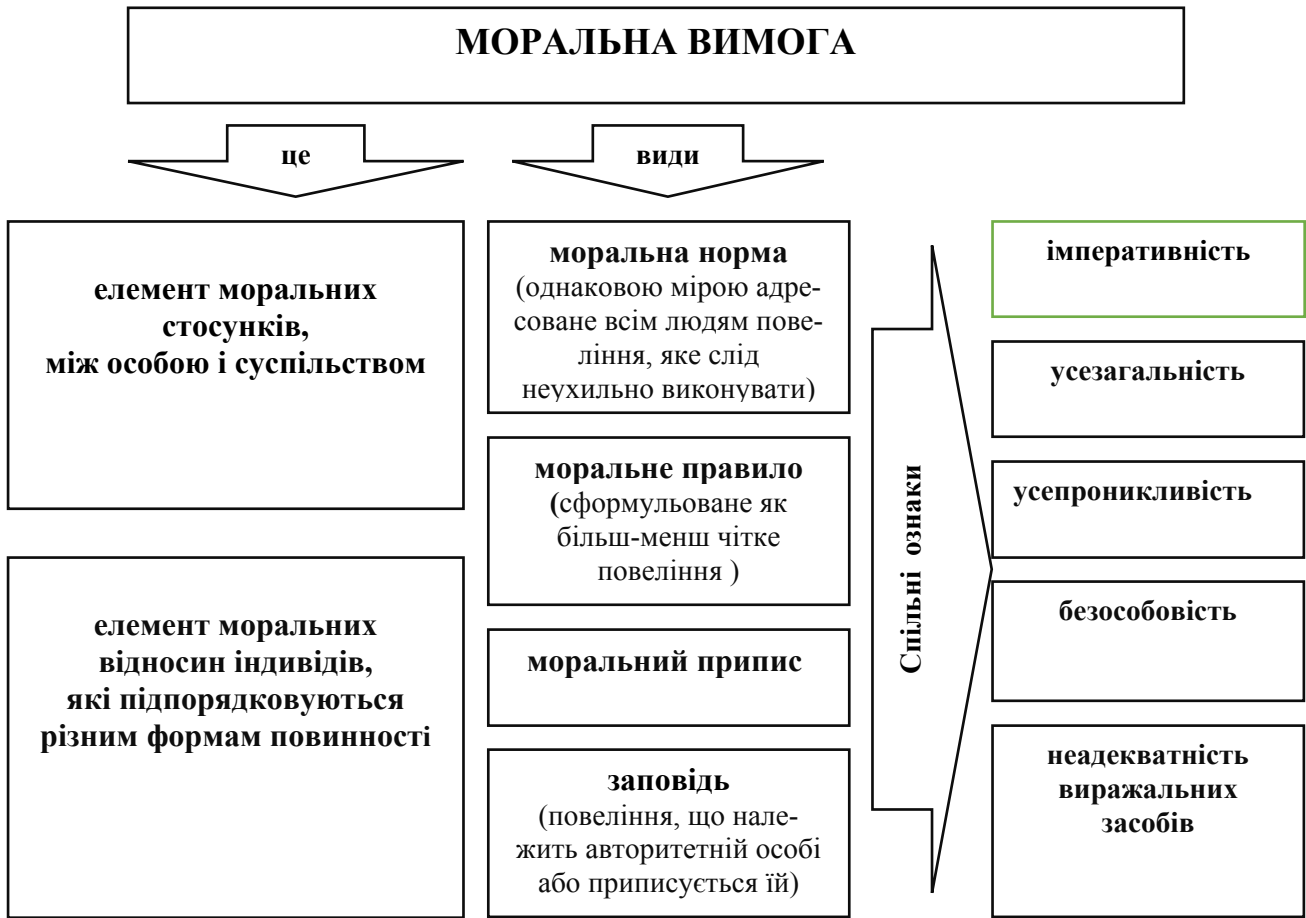 МОРАЛЬНА ВИМОГА
це
види
елемент моральних
стосунків,
між особою і суспільством
елемент моральних
відносин індивідів,
які підпорядковуються
різним формам повинності
моральна норма
(однаковою мірою адре-
соване всім людям пове-
ління, яке слід
неухильно виконувати)
моральне правило
(сформульоване як
більш-менш чітке
повеління )
моральний припис
заповідь
(повеління, що нале-
жить авторитетній особі
або приписується їй)
Спільні ознаки
імперативність
усезагальність
усепроникливість
безособовість
неадекватність
виражальних
засобів